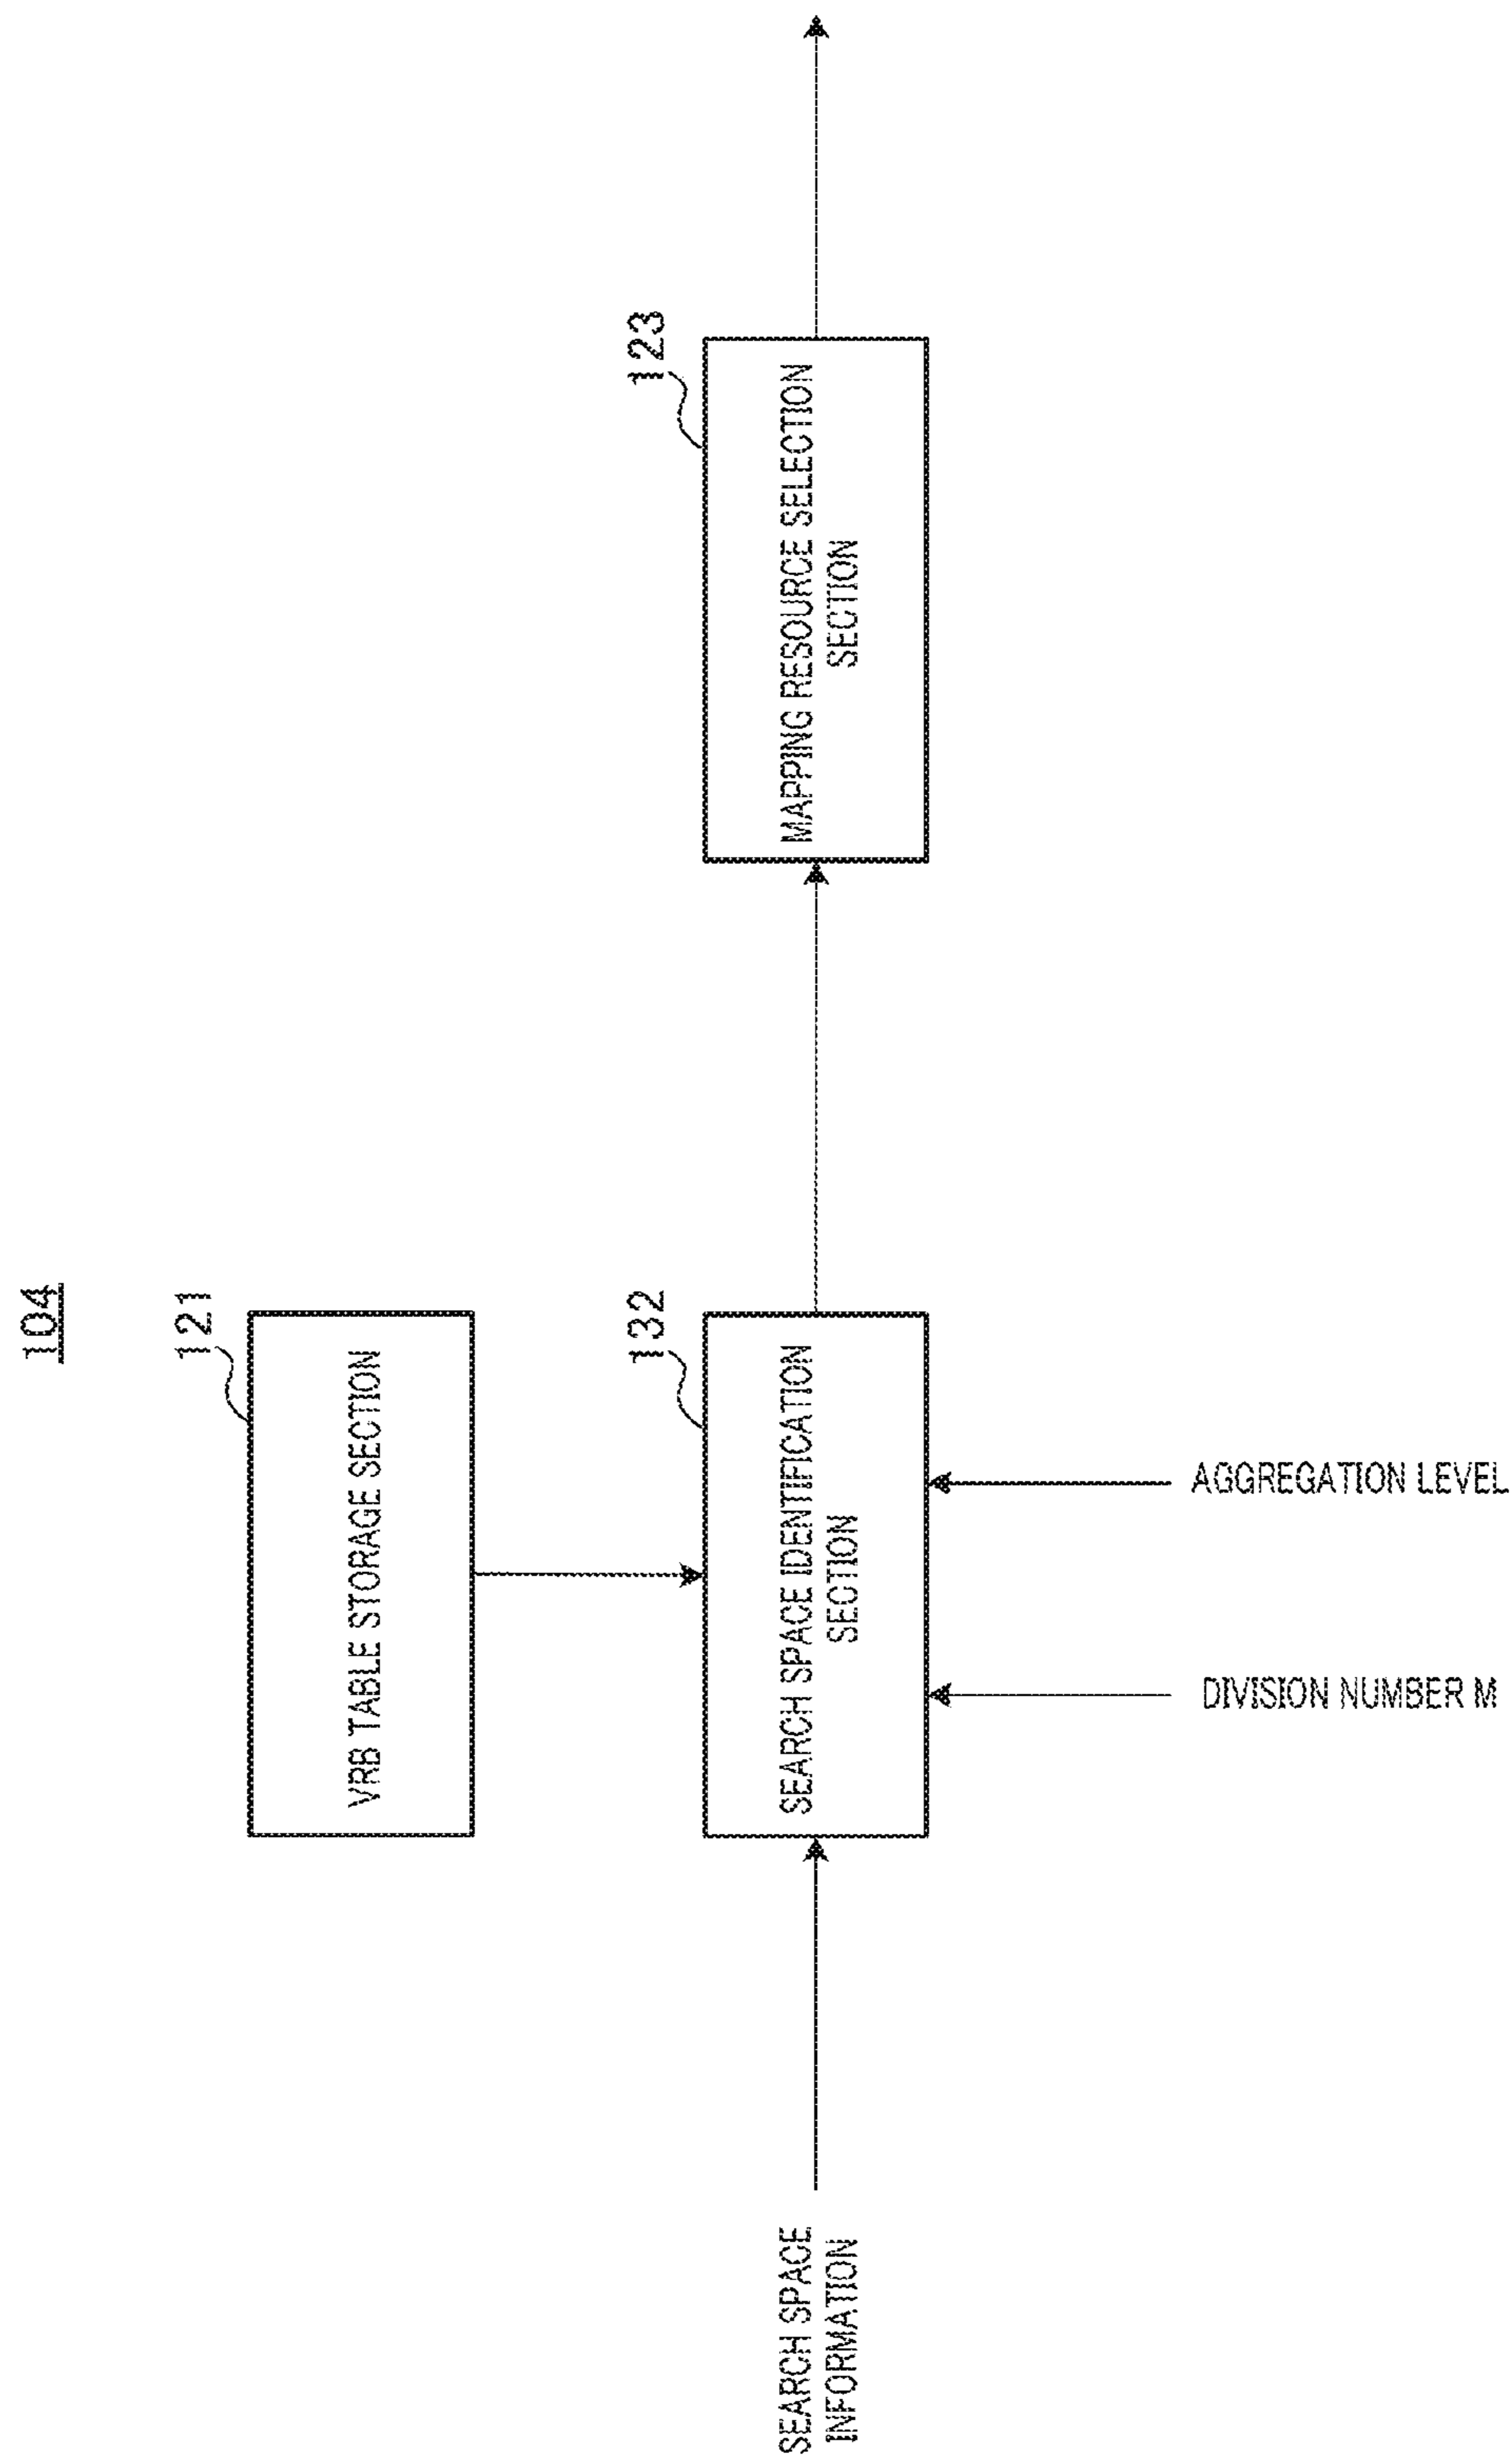 104
121
VRB TABLE STORAGE SECTION
132
SEARCH SPACE IDENTIFICATION
SECTION
123
MAPPING RESOURCE SELECTION
SECTION
SEARCH SPACE
INFORMATION
DIVISION NUMBER M
AGGREGATION LEVEL